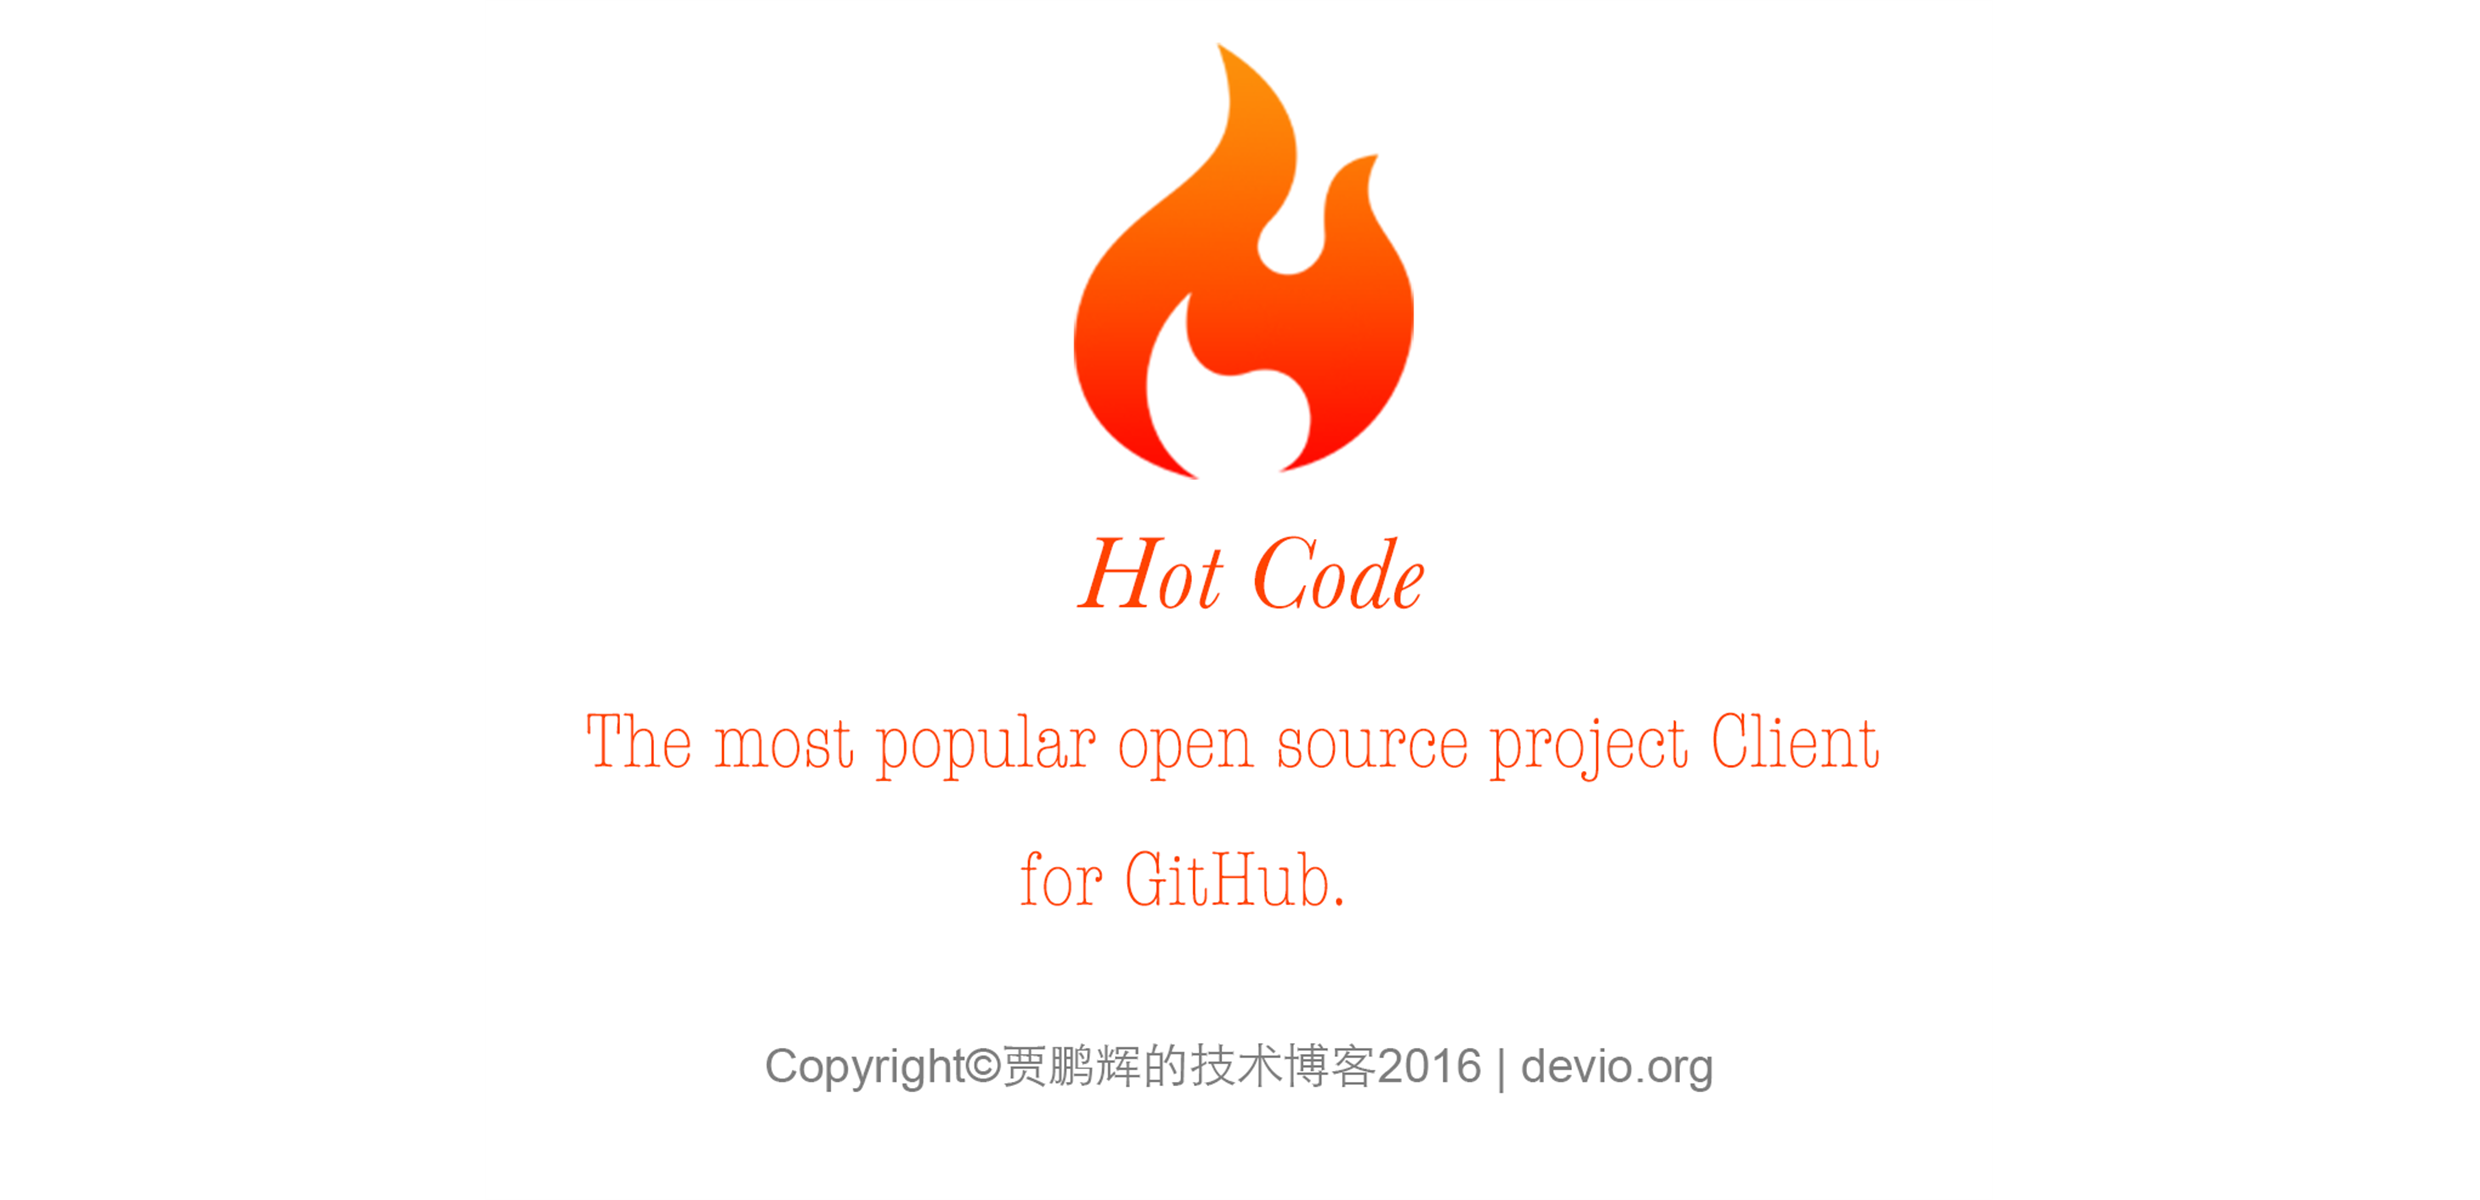 Hot Code
The most popular open source project Client
for GitHub.
Copyright©贾鹏辉的技术博客2016 | devio.org